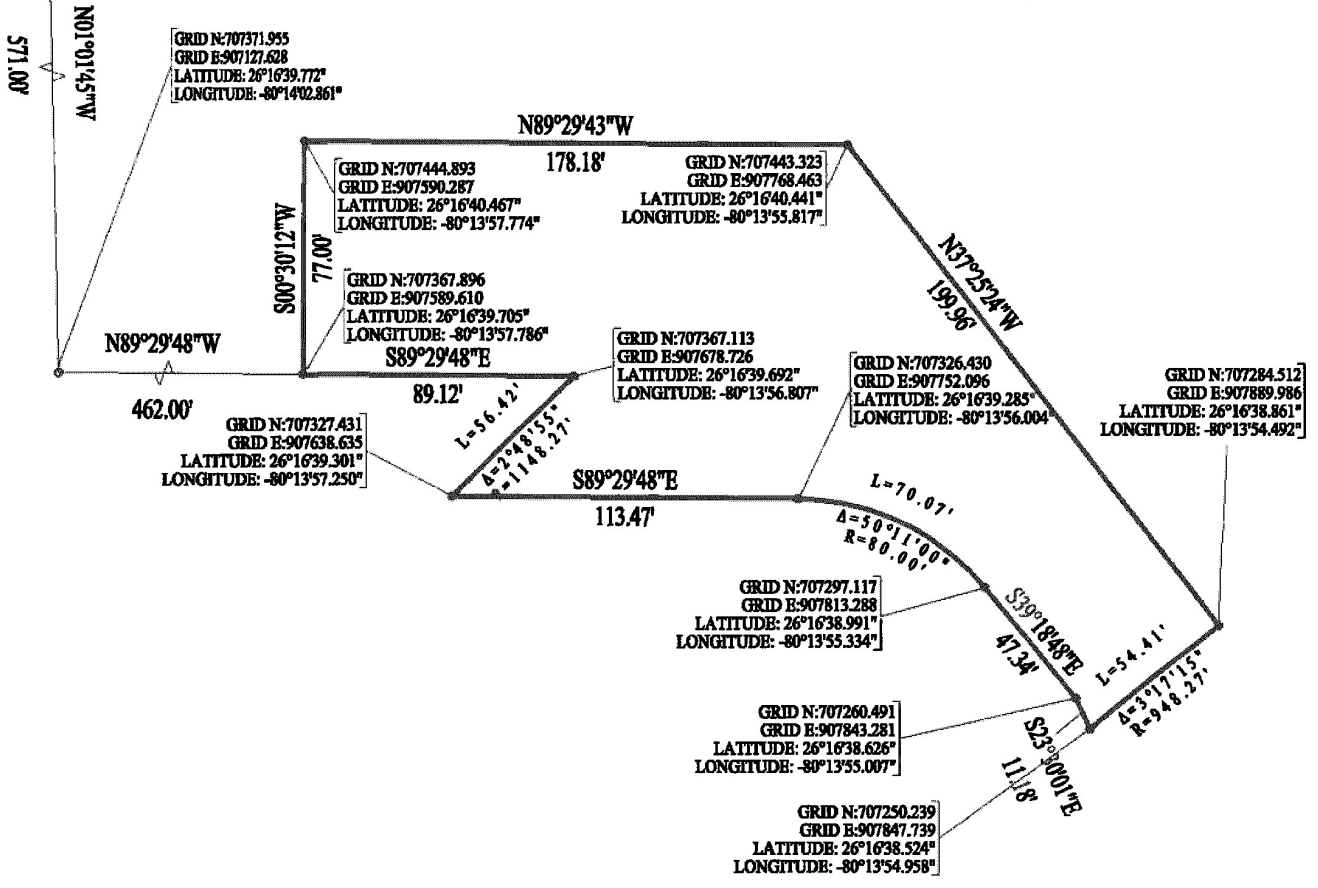 N01°01'45"W
571.00'
GRID N:707371.955
GRID E:907127.628
LATITUDE: 26°16'39.772"
LONGITUDE: -80°14'02.861"
N89°29'43"W
178.18'
GRID N:707444.893
GRID E:907590.287
LATITUDE: 26°16'40.467"
LONGITUDE: -80°13'57.774"
GRID N:707443.323
GRID E:907768.463
LATITUDE: 26°16'40.441"
LONGITUDE: -80°13'55.817"
S00°30'12"W
77.00'
N37°25'24"W
199.96'
GRID N:707367.896
GRID E:907589.610
LATITUDE: 26°16'39.705"
LONGITUDE: -80°13'57.786"
N89°29'48"W
462.00'
S89°29'48"E
89.12'
GRID N:707367.113
GRID E:907678.726
LATITUDE: 26°16'39.692"
LONGITUDE: -80°13'56.807"
GRID N:707326.430
GRID E:907752.096
LATITUDE: 26°16'39.285"
LONGITUDE: -80°13'56.004"
GRID N:707284.512
GRID E:907889.986
LATITUDE: 26°16'38.861"
LONGITUDE: -80°13'54.492"
GRID N:707327.431
GRID E:907638.635
LATITUDE: 26°16'39.301"
LONGITUDE: -80°13'57.250"
L=56.42'
Δ=2°48'55"
R=1148.27'
S89°29'48"E
113.47'
L=70.07'
Δ=50°11'00"
R=80.00'
GRID N:707297.117
GRID E:907813.288
LATITUDE: 26°16'38.991"
LONGITUDE: -80°13'55.334"
S39°18'48"E
47.34'
L=54.41'
Δ=3°17'15"
R=948.27'
GRID N:707260.491
GRID E:907843.281
LATITUDE: 26°16'38.626"
LONGITUDE: -80°13'55.007"
S23°30'01"E
11.18'
GRID N:707250.239
GRID E:907847.739
LATITUDE: 26°16'38.524"
LONGITUDE: -80°13'54.958"